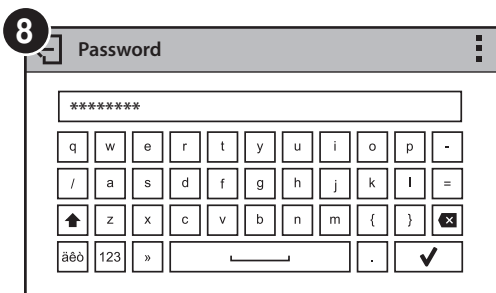 8
Password
********
q w e r t y u i o p -
/ a s d f g h j k l =
z x c v b n m { }
äêò 123 » .